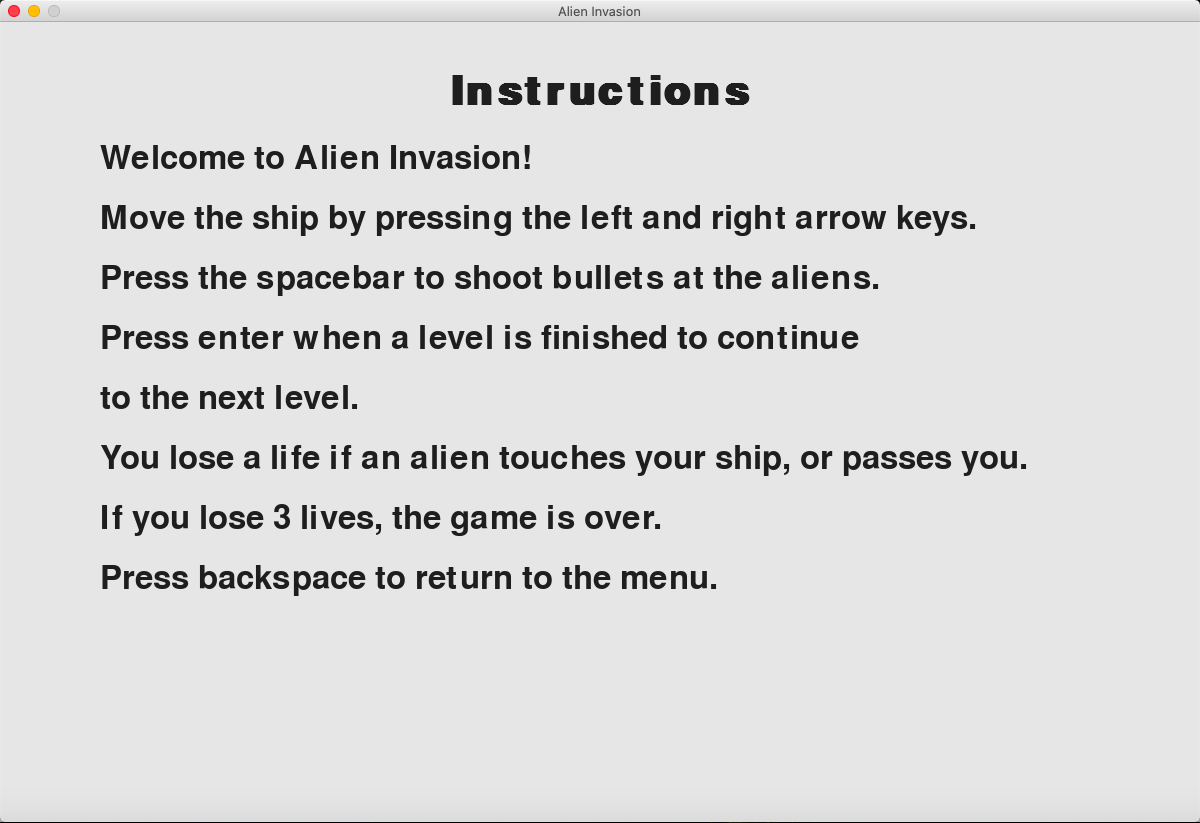 Alien Invasion
Instructions
Welcome to Alien Invasion!
Move the ship by pressing the left and right arrow keys.
Press the spacebar to shoot bullets at the aliens.
Press enter when a level is finished to continue
to the next level.
You lose a life if an alien touches your ship, or passes you.
If you lose 3 lives, the game is over.
Press backspace to return to the menu.